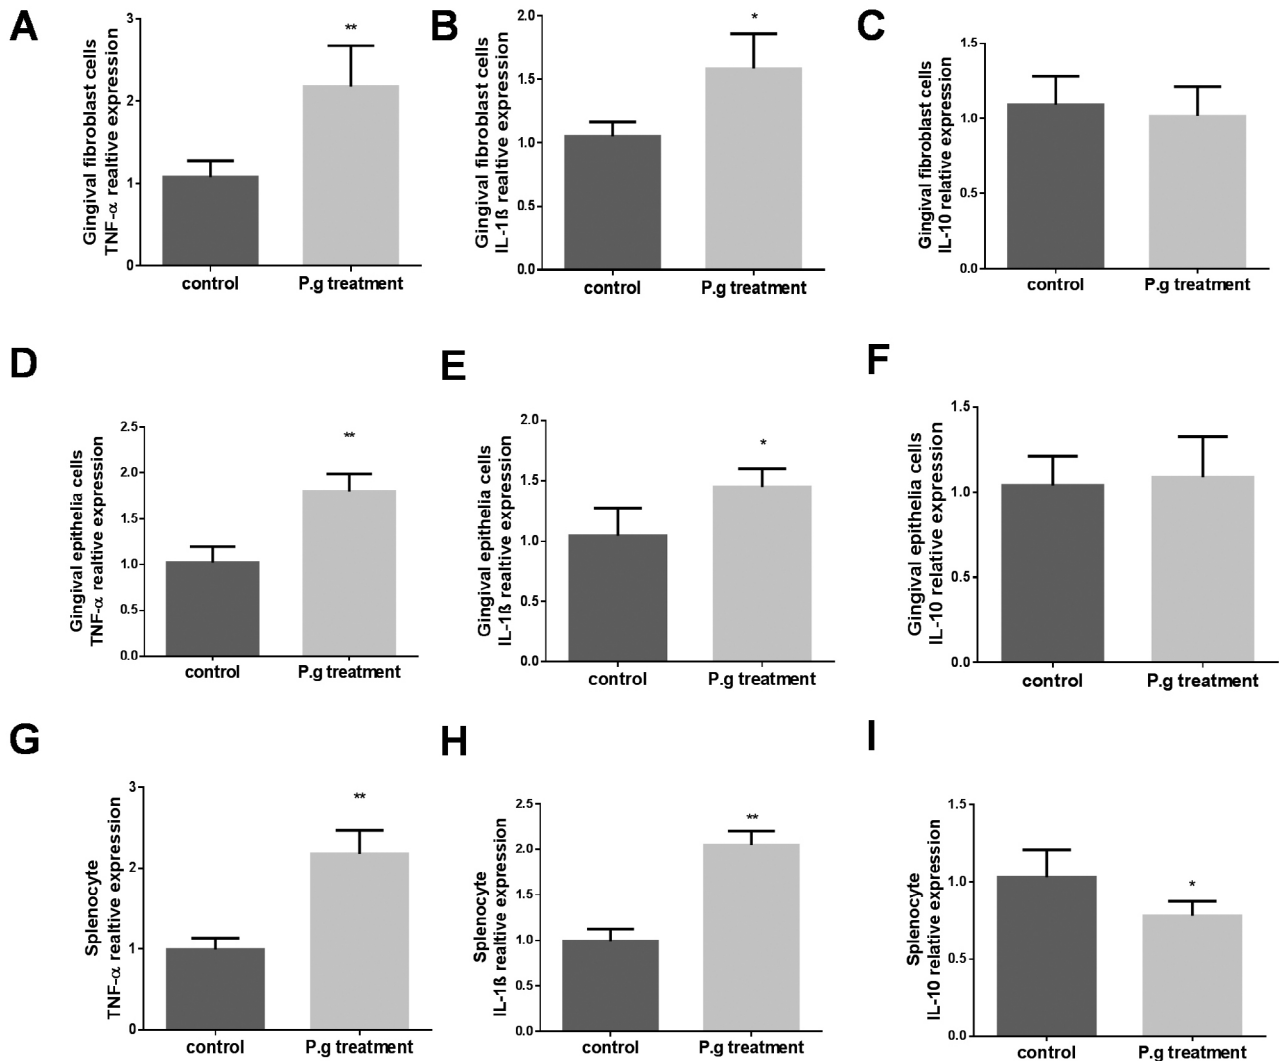 A
Gingival fibroblast cells
TNF-α realtive expression
3
2
1
0
**
control
P.g treatment
B
Gingival fibroblast cells
IL-1ß realtive expression
2.0
1.5
1.0
0.5
0.0
*
control
P.g treatment
C
Gingival fibroblast cells
IL-10 relative expression
1.5
1.0
0.5
0.0
control
P.g treatment
D
Gingival epithelia cells
TNF-α realtive expression
2.5
2.0
1.5
1.0
0.5
0.0
**
control
P.g treatment
E
Gingival epithelia cells
IL-1ß realtive expression
2.0
1.5
1.0
0.5
0.0
*
control
P.g treatment
F
Gingival epithelia cells
IL-10 relative expression
1.5
1.0
0.5
0.0
control
P.g treatment
G
Splenocyte
TNF-α realtive expression
3
2
1
0
**
control
P.g treatment
H
Splenocyte
IL-1ß realtive expression
2.5
2.0
1.5
1.0
0.5
0.0
**
control
P.g treatment
I
Splenocyte
IL-10 relative expression
1.5
1.0
0.5
0.0
*
control
P.g treatment